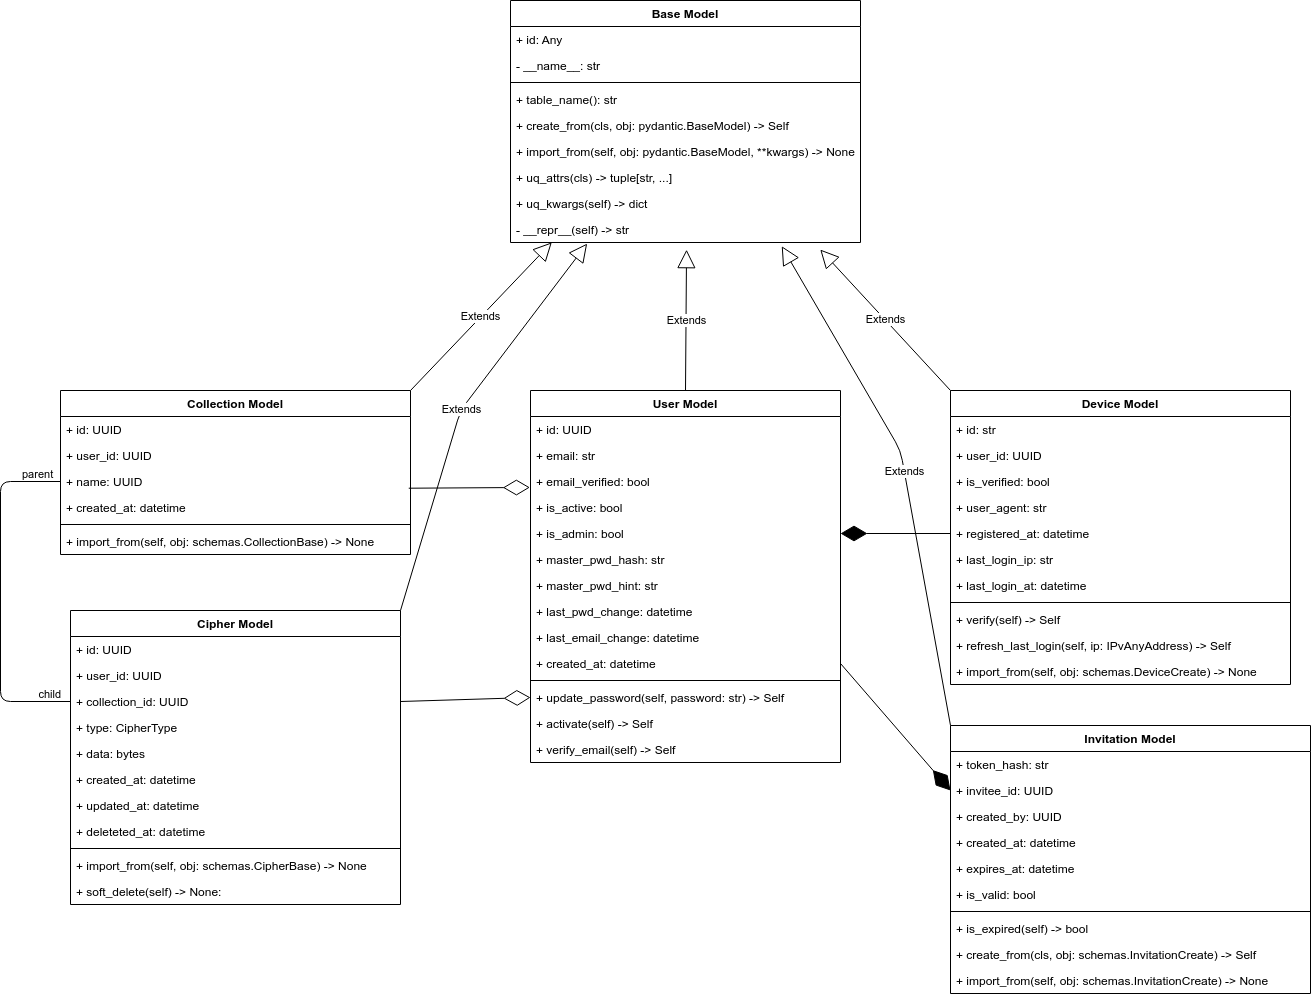 Base Model
+ id: Any
- __name__: str
+ table_name(): str
+ create_from(cls, obj: pydantic.BaseModel) -> Self
+ import_from(self, obj: pydantic.BaseModel, **kwargs) -> None
+ uq_attrs(cls) -> tuple[str, ...]
+ uq_kwargs(self) -> dict
- __repr__(self) -> str
Extends
Extends
Extends
Extends
Extends
Collection Model
+ id: UUID
+ user_id: UUID
+ name: UUID
+ created_at: datetime
+ import_from(self, obj: schemas.CollectionBase) -> None
parent
child
Cipher Model
+ id: UUID
+ user_id: UUID
+ collection_id: UUID
+ type: CipherType
+ data: bytes
+ created_at: datetime
+ updated_at: datetime
+ deleteted_at: datetime
+ import_from(self, obj: schemas.CipherBase) -> None
+ soft_delete(self) -> None:
User Model
+ id: UUID
+ email: str
+ email_verified: bool
+ is_active: bool
+ is_admin: bool
+ master_pwd_hash: str
+ master_pwd_hint: str
+ last_pwd_change: datetime
+ last_email_change: datetime
+ created_at: datetime
+ update_password(self, password: str) -> Self
+ activate(self) -> Self
+ verify_email(self) -> Self
Device Model
+ id: str
+ user_id: UUID
+ is_verified: bool
+ user_agent: str
+ registered_at: datetime
+ last_login_ip: str
+ last_login_at: datetime
+ verify(self) -> Self
+ refresh_last_login(self, ip: IPvAnyAddress) -> Self
+ import_from(self, obj: schemas.DeviceCreate) -> None
Invitation Model
+ token_hash: str
+ invitee_id: UUID
+ created_by: UUID
+ created_at: datetime
+ expires_at: datetime
+ is_valid: bool
+ is_expired(self) -> bool
+ create_from(cls, obj: schemas.InvitationCreate) -> Self
+ import_from(self, obj: schemas.InvitationCreate) -> None